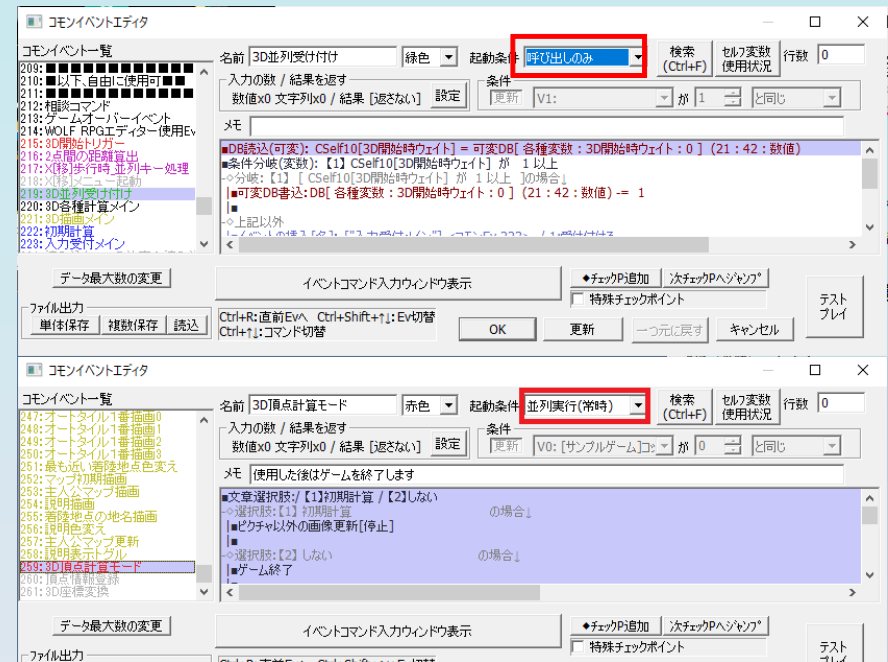 コモンイベントエディタ
コモンイベント一覧
209:■■■■■■■■■■■■
210:■以下、自由に使用可■■
211:■■■■■■■■■■■■
212:相談コマンド
213:ゲームオーバーイベント
214:WOLF RPGエディター使用Ev
215:3D開始トリガー
216:2点間の距離算出
217:X[移]歩行時_並列キー処理
218:X[移]メニュー起動
219:3D並列受け付け
220:3D各種計算メイン
221:3D描画メイン
222:初期計算
223:入力受付メイン
名前 3D並列受け付け 緑色 起動条件 呼び出しのみ 検索 (Ctrl+F) セルフ変数 使用状況 行数 0
入力の数 / 結果を返す
数値x0 文字列x0 / 結果 [返さない] 設定
条件
更新 V1: が 1 と同じ
メモ
■DB読込(可変): CSelf10[3D開始時ウェイト] = 可変DB[ 各種変数 : 3D開始時ウェイト : 0 ] (21 : 42 : 数値)
■条件分岐(変数): 【1】 CSelf10[3D開始時ウェイト] が 1 以上
-◇分岐: 【1】 [ CSelf10[3D開始時ウェイト] が 1 以上 ]の場合↓
|■可変DB書込:DB[ 各種変数 : 3D開始時ウェイト : 0 ] (21 : 42 : 数値) -= 1
|■
-◇上記以外
データ最大数の変更
イベントコマンド入力ウィンドウ表示
◆チェックP追加 次チェックPへジャンプ
特殊チェックポイント
テスト プレイ
ファイル出力
単体保存 複数保存 読込
Ctrl+R:直前Evへ Ctrl+Shift+↑↓:Ev切替
Ctrl+↑↓:コマンド切替
OK 更新 一つ元に戻す キャンセル
コモンイベントエディタ
コモンイベント一覧
247:オートタイル1番描画0
248:オートタイル1番描画1
249:オートタイル1番描画2
250:オートタイル1番描画3
251:最も近い着陸地点色変え
252:マップ初期描画
253:主人公マップ描画
254:説明描画
255:着陸地点の地名描画
256:説明色変え
257:主人公マップ更新
258:説明表示トグル
259:3D頂点計算モード
260:頂点情報登録
261:3D座標変換
名前 3D頂点計算モード 赤色 起動条件 並列実行(常時) 検索 (Ctrl+F) セルフ変数 使用状況 行数 0
入力の数 / 結果を返す
数値x0 文字列x0 / 結果 [返さない] 設定
条件
更新 が 0 と同じ
メモ 使用した後はゲームを終了します
■文章選択肢:/ 【1】初期計算 / 【2】しない
-◇選択肢:【1】 初期計算 の場合↓
|■ピクチャ以外の画像更新[停止]
|■
-◇選択肢:【2】 しない の場合↓
|■ゲーム終了
データ最大数の変更
イベントコマンド入力ウィンドウ表示
◆チェックP追加 次チェックPへジャンプ
特殊チェックポイント
テスト
ファイル出力